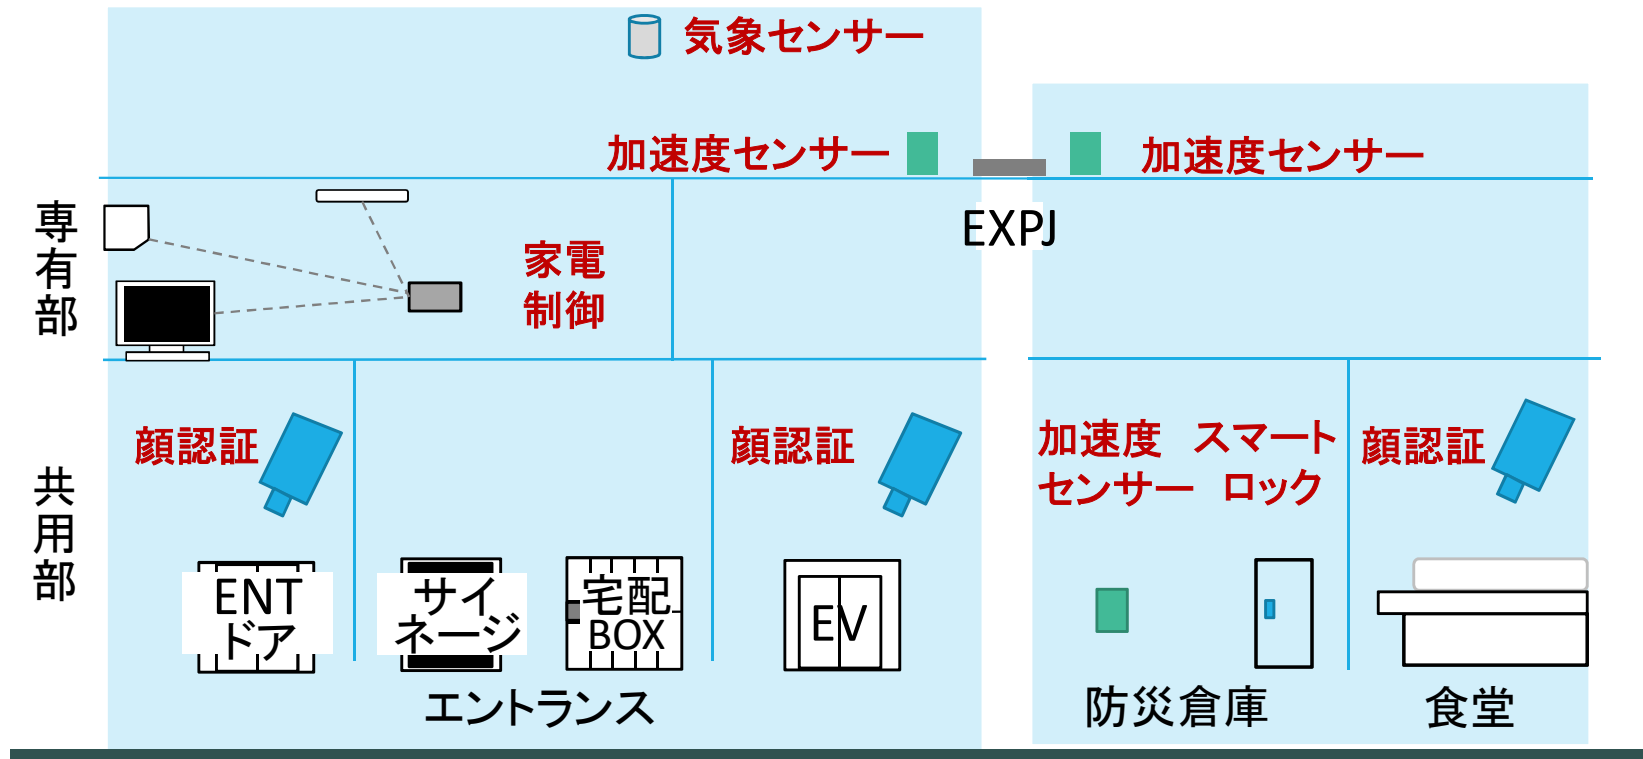 気象センサー
加速度センサー
加速度センサー
EXPJ
専有部
家電
制御
共用部
顔認証
顔認証
加速度
センサー
スマート
ロック
顔認証
ENT
ドア
サイ
ネージ
宅配
BOX
EV
エントランス
防災倉庫
食堂